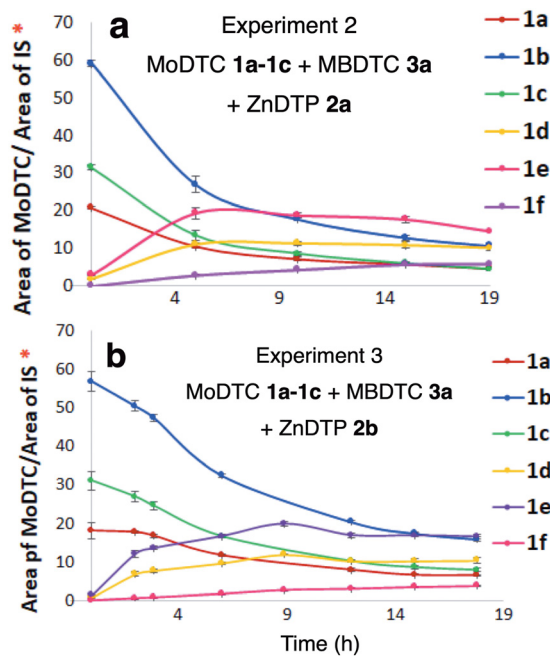 a
Experiment 2
MoDTC 1a-1c + MBDTC 3a
+ ZnDTP 2a
Area of MoDTC/ Area of IS *
70
60
50
40
30
20
10
0
4
9
14
19
1a
1b
1c
1d
1e
1f
b
Experiment 3
MoDTC 1a-1c + MBDTC 3a
+ ZnDTP 2b
Area pf MoDTC/Area of IS *
70
60
50
40
30
20
10
0
4
9
14
19
Time (h)
1a
1b
1c
1d
1e
1f